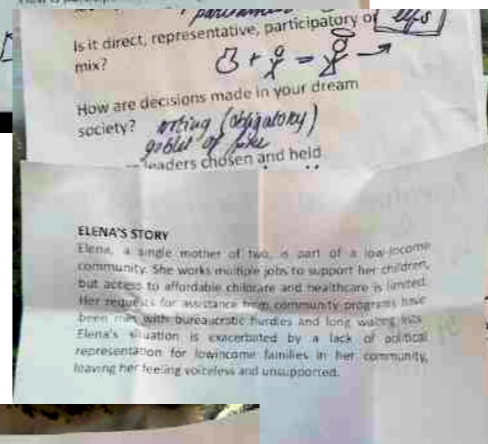 Is it direct, representative, participatory or elfs
mix?
How are decisions made in your dream
society? voting (obligatory)
goblet of fire
leaders chosen and held
ELENA'S STORY
Elena, a single mother of two, is part of a low-income
community. She works multiple jobs to support her children,
but access to affordable childcare and healthcare is limited.
Her requests for assistance from community programs have
been met with bureaucratic hurdles and long waiting lists.
Elena's situation is exacerbated by a lack of political
representation for lowincome families in her community,
leaving her feeling voiceless and unsupported.